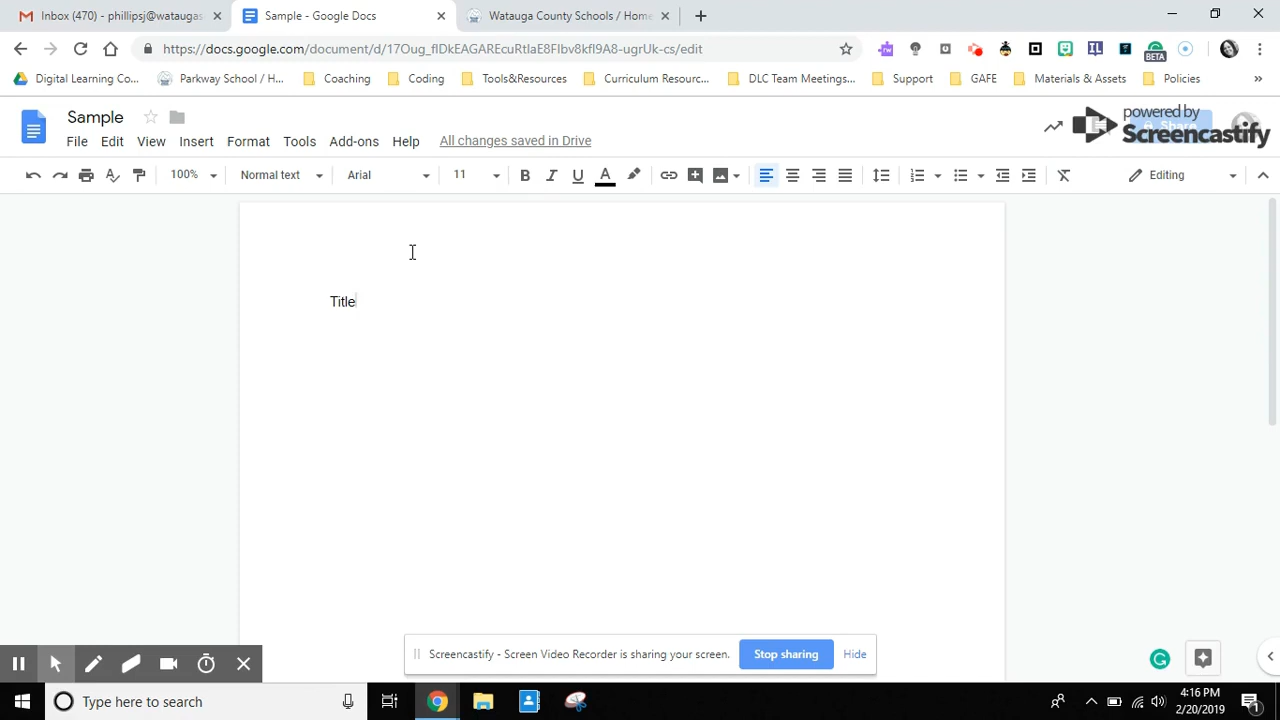 Inbox (470) - phillipsj@watauga
Sample - Google Docs
Watauga County Schools / Home
https://docs.google.com/document/d/17Oug_flDkEAGAREcuRtlaE8FIbv8kfl9A8-ugrUk-cs/edit
BETA
Digital Learning Co...
Parkway School / H...
Coaching
Coding
Tools&Resources
Curriculum Resourc...
DLC Team Meetings...
Support
GAFE
Materials & Assets
Policies
Sample
File Edit View Insert Format Tools Add-ons Help All changes saved in Drive
Share
powered by
Screencastify
100% Normal text Arial 11 B I U A Editing
Title
Screencastify - Screen Video Recorder is sharing your screen. Stop sharing Hide
Type here to search
4:16 PM
2/20/2019
1